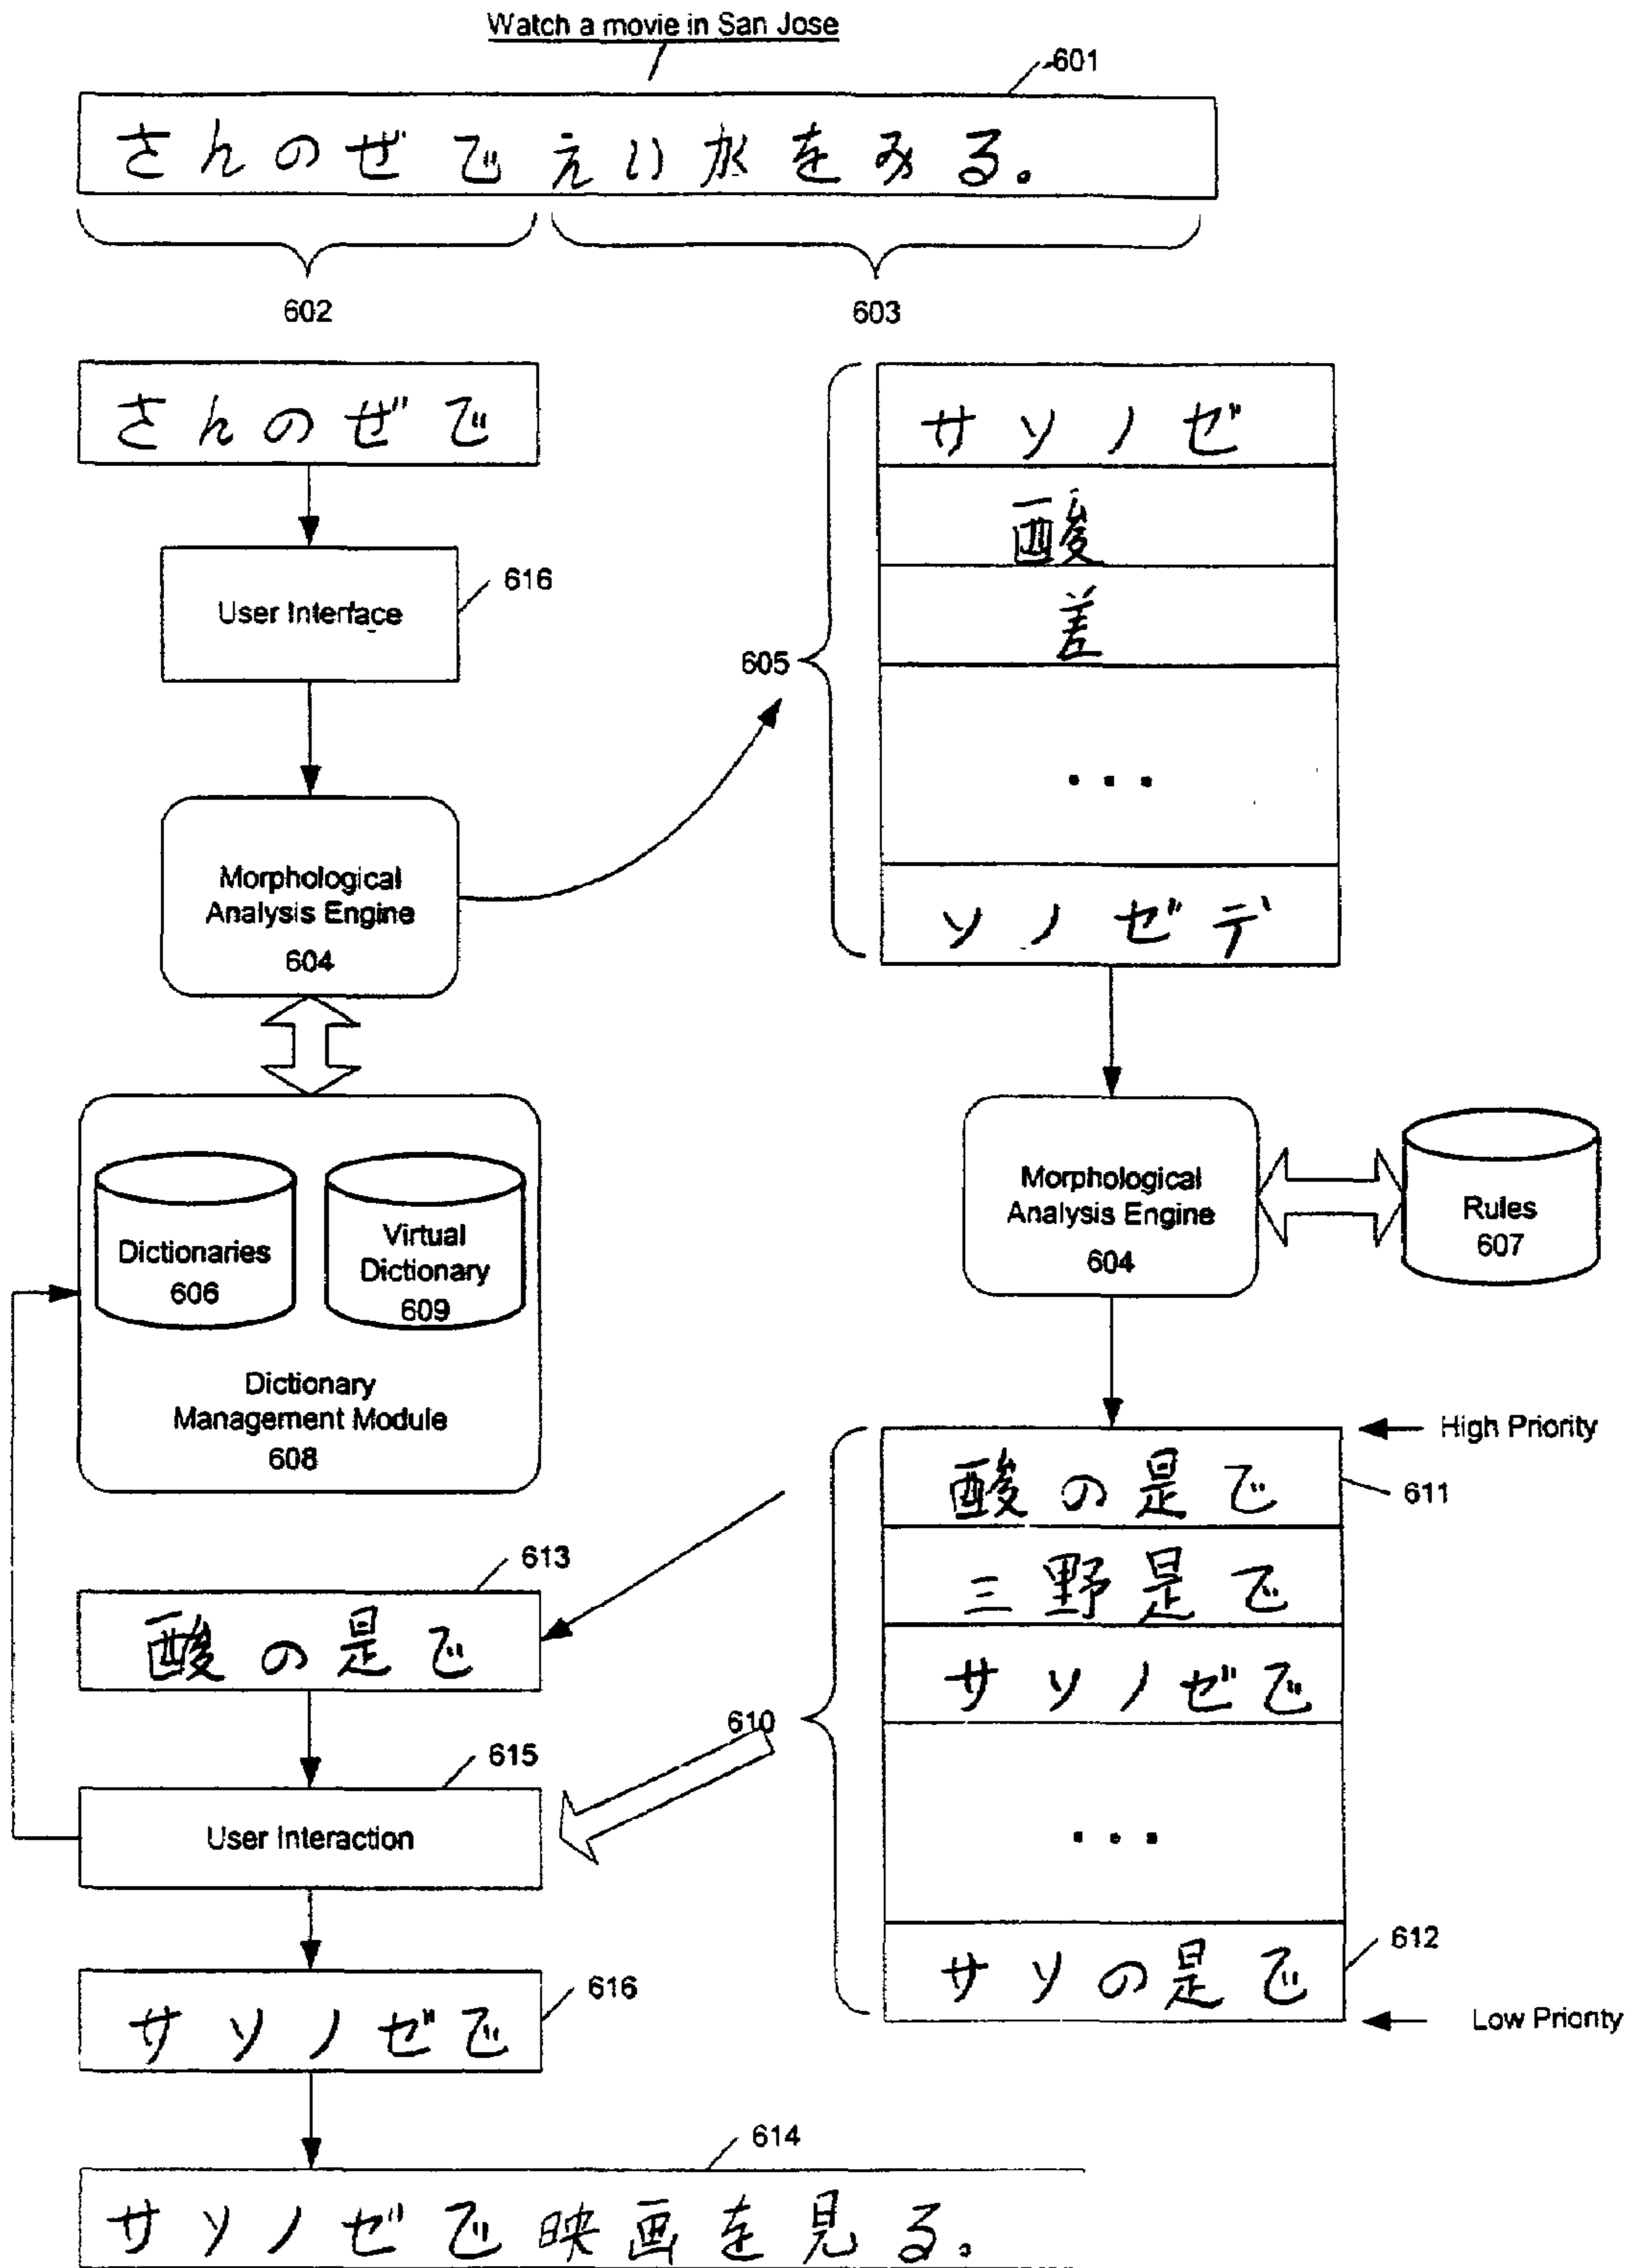 Watch a movie in San Jose
601
さんのぜでえいがをみる。
602
603
さんのぜで
User Interface
616
Morphological
Analysis Engine
604
Dictionaries
606
Virtual
Dictionary
609
Dictionary
Management Module
608
605
サソノゼ
酸
差
...
ソノゼデ
Morphological
Analysis Engine
604
Rules
607
High Priority
610
酸の是で
611
三野是で
サソノゼで
...
サソの是で
612
Low Priority
613
酸の是で
615
User Interaction
616
サソノゼで
614
サソノゼで映画を見る。